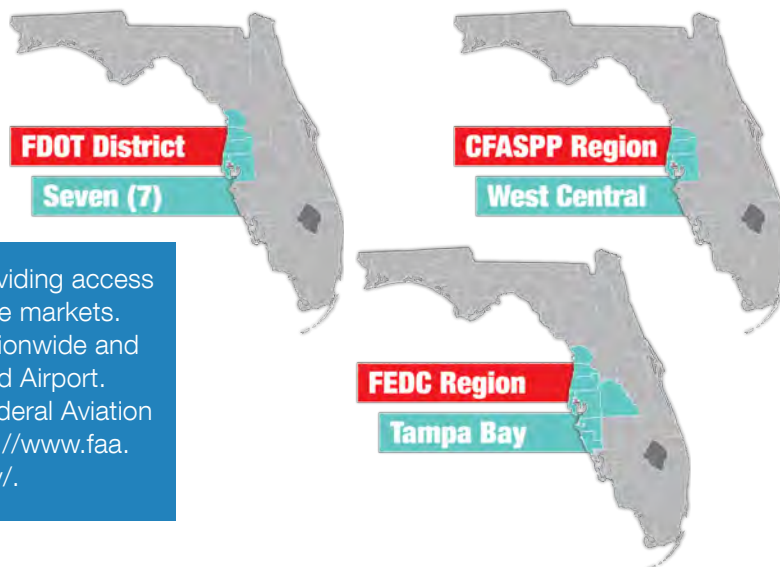 FDOT District
Seven (7)
CFASPP Region
West Central
viding access
e markets.
ionwide and
d Airport.
deral Aviation
://www.faa.
//.
FEDC Region
Tampa Bay